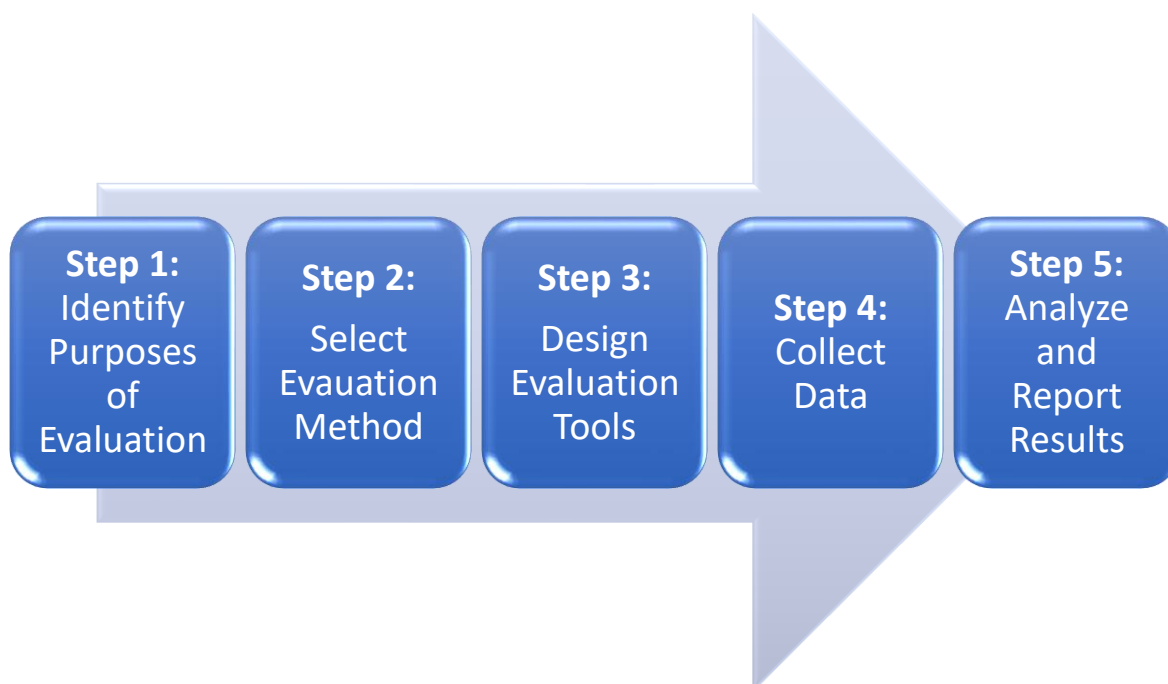 Step 1:
Identify
Purposes
of
Evaluation
Step 2:
Select
Evauation
Method
Step 3:
Design
Evaluation
Tools
Step 4:
Collect
Data
Step 5:
Analyze
and
Report
Results